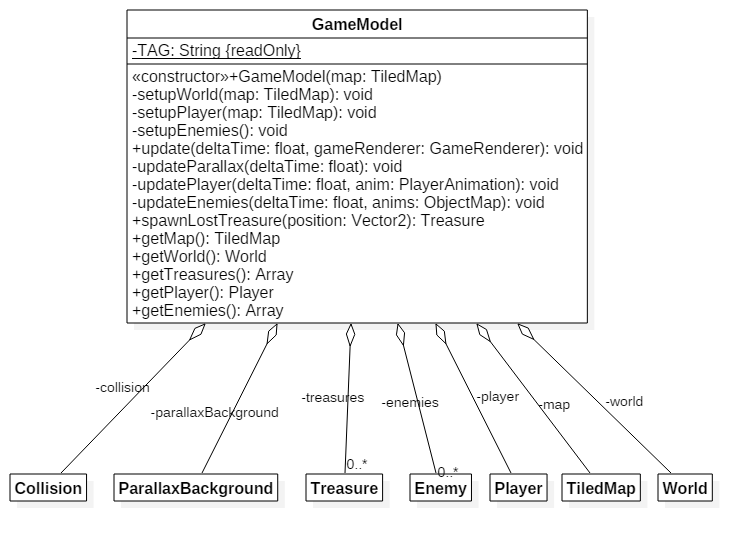 GameModel
-TAG: String {readOnly}
«constructor»+GameModel(map: TiledMap)
-setupWorld(map: TiledMap): void
-setupPlayer(map: TiledMap): void
-setupEnemies(): void
+update(deltaTime: float, gameRenderer: GameRenderer): void
-updateParallax(deltaTime: float): void
-updatePlayer(deltaTime: float, anim: PlayerAnimation): void
-updateEnemies(deltaTime: float, anims: ObjectMap): void
+spawnLostTreasure(position: Vector2): Treasure
+getMap(): TiledMap
+getWorld(): World
+getTreasures(): Array
+getPlayer(): Player
+getEnemies(): Array
-collision
-parallaxBackground
-treasures
-enemies
-player
-map
-world
0..*
0..*
Collision
ParallaxBackground
Treasure
Enemy
Player
TiledMap
World